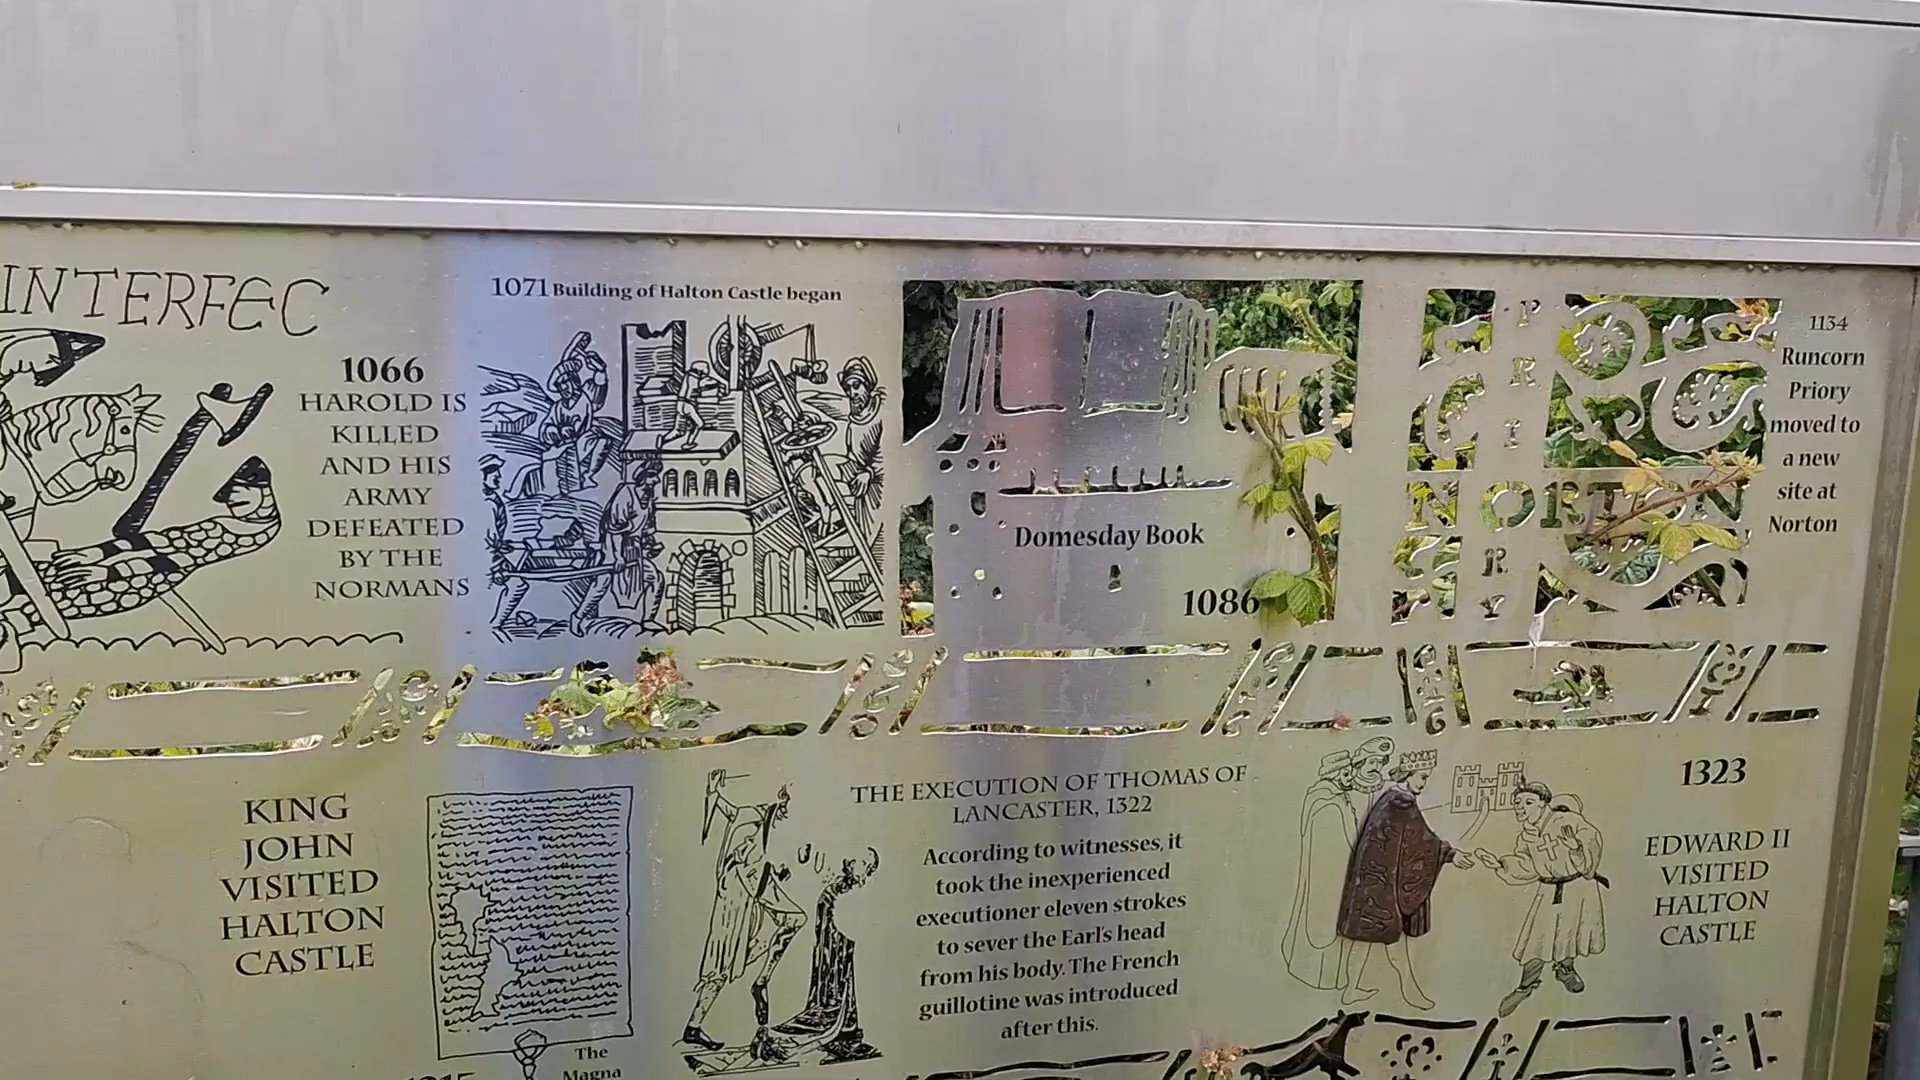 INTERFEC
1066
HAROLD IS
KILLED
AND HIS
ARMY
DEFEATED
BY THE
NORMANS
1071 Building of Halton Castle began
Domesday Book
1086
PRIORY
NORTON
1134
Runcorn
Priory
moved to
a new
site at
Norton
KING
JOHN
VISITED
HALTON
CASTLE
The
Magna
THE EXECUTION OF THOMAS OF
LANCASTER, 1322
According to witnesses, it
took the inexperienced
executioner eleven strokes
to sever the Earl's head
from his body. The French
guillotine was introduced
after this.
1323
EDWARD II
VISITED
HALTON
CASTLE